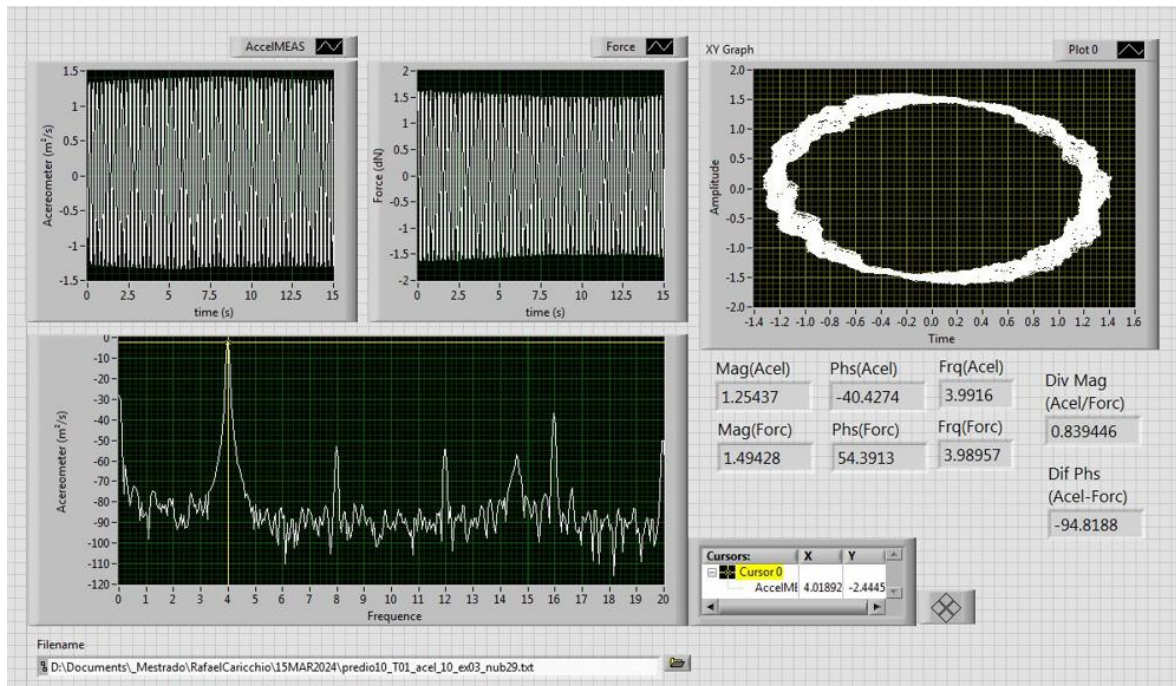 AccelMEAS
Acereometer (m²/s)
1.5
1
0.5
0
-0.5
-1
-1.5
0 2.5 5 7.5 10 12.5 15
time (s)
Force
Force (dN)
2
1.5
1
0.5
0
-0.5
-1
-1.5
-2
0 2.5 5 7.5 10 12.5 15
time (s)
XY Graph
Plot 0
Amplitude
2.0
1.5
1.0
0.5
0.0
-0.5
-1.0
-1.5
-2.0
-1.4 -1.2 -1.0 -0.8 -0.6 -0.4 -0.2 0.0 0.2 0.4 0.6 0.8 1.0 1.2 1.4 1.6
Time
Acereometer (m²/s)
0
-10
-20
-30
-40
-50
-60
-70
-80
-90
-100
-110
-120
0 1 2 3 4 5 6 7 8 9 10 11 12 13 14 15 16 17 18 19 20
Frequence
Mag(Acel) Phs(Acel) Frq(Acel)
1.25437 -40.4274 3.9916
Mag(Forc) Phs(Forc) Frq(Forc)
1.49428 54.3913 3.98957
Div Mag
(Acel/Forc)
0.839446
Dif Phs
(Acel-Forc)
-94.8188
Cursors: X Y
Cursor 0
AccelME 4.01892 -2.4445
Filename
D:\Documents\_Mestrado\RafaelCaricchio\15MAR2024\predio10_T01_acel_10_ex03_nub29.txt